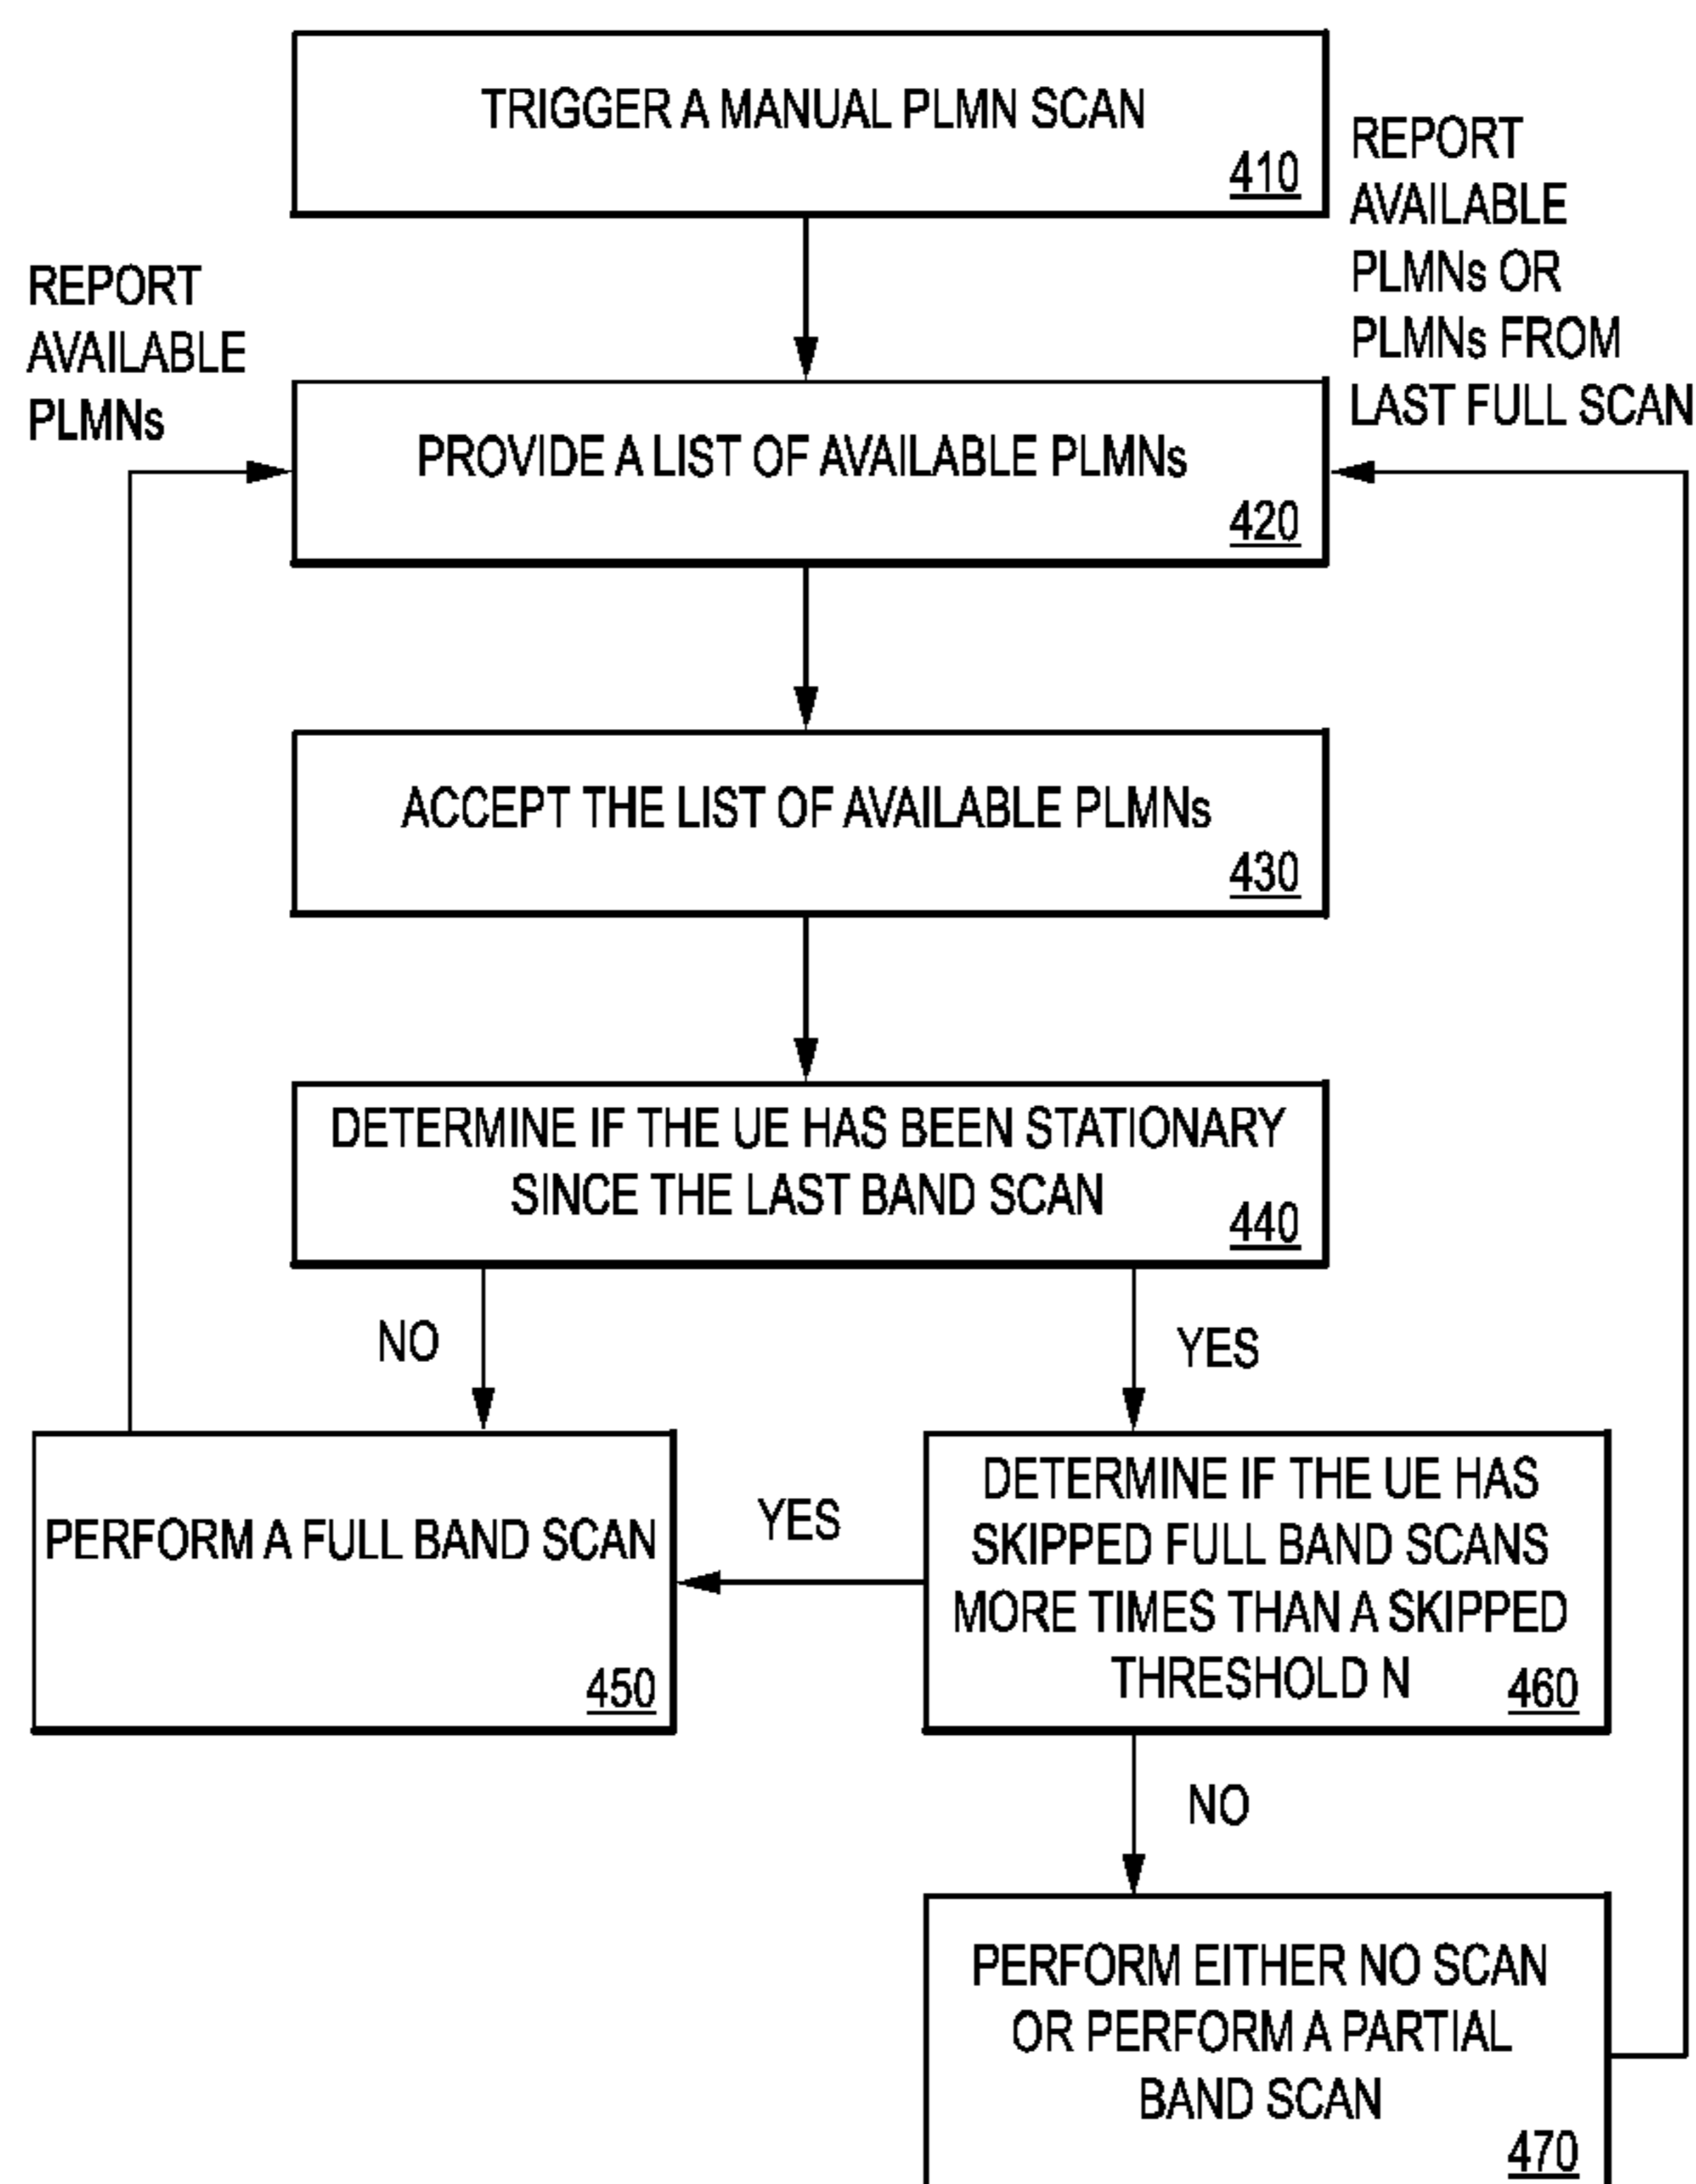 TRIGGER A MANUAL PLMN SCAN
410
REPORT
AVAILABLE
PLMNs OR
PLMNs FROM
LAST FULL SCAN
REPORT
AVAILABLE
PLMNs
PROVIDE A LIST OF AVAILABLE PLMNs
420
ACCEPT THE LIST OF AVAILABLE PLMNs
430
DETERMINE IF THE UE HAS BEEN STATIONARY
SINCE THE LAST BAND SCAN
440
NO
YES
PERFORM A FULL BAND SCAN
450
YES
DETERMINE IF THE UE HAS
SKIPPED FULL BAND SCANS
MORE TIMES THAN A SKIPPED
THRESHOLD N
460
NO
PERFORM EITHER NO SCAN
OR PERFORM A PARTIAL
BAND SCAN
470